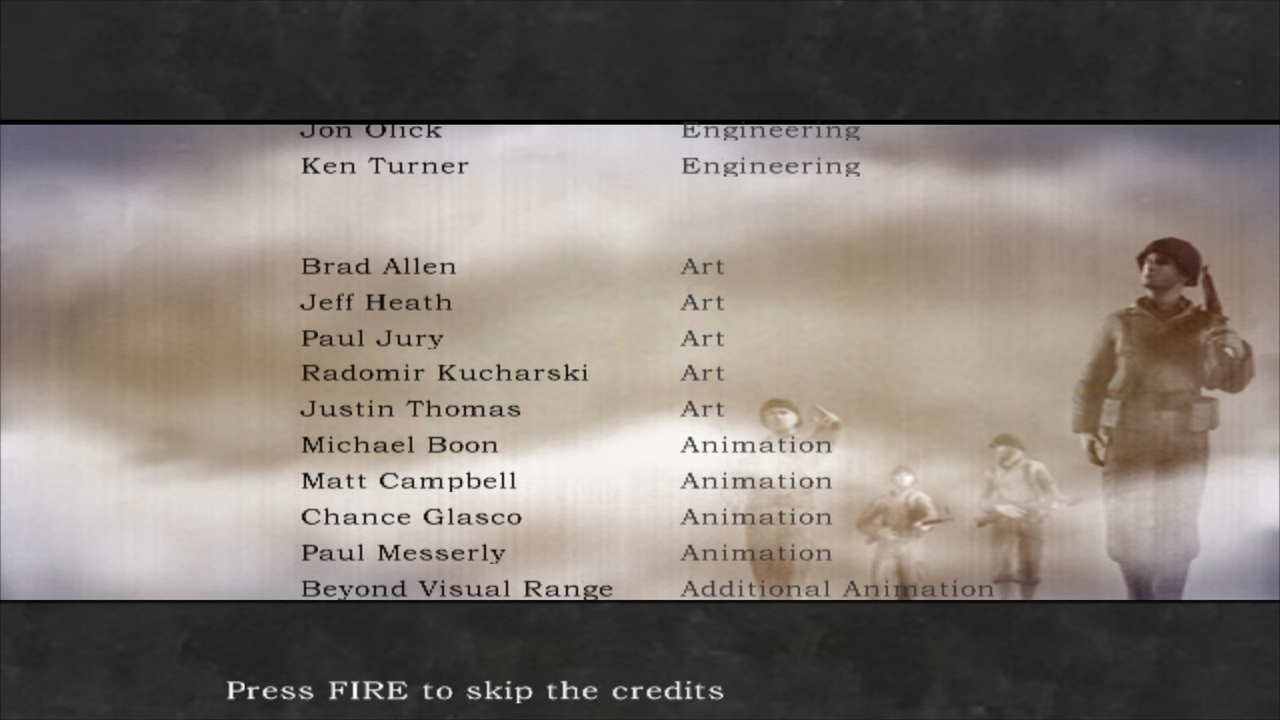 Jon Olick Engineering
Ken Turner Engineering
Brad Allen Art
Jeff Heath Art
Paul Jury Art
Radomir Kucharski Art
Justin Thomas Art
Michael Boon Animation
Matt Campbell Animation
Chance Glasco Animation
Paul Messerly Animation
Beyond Visual Range Additional Animation
Press FIRE to skip the credits